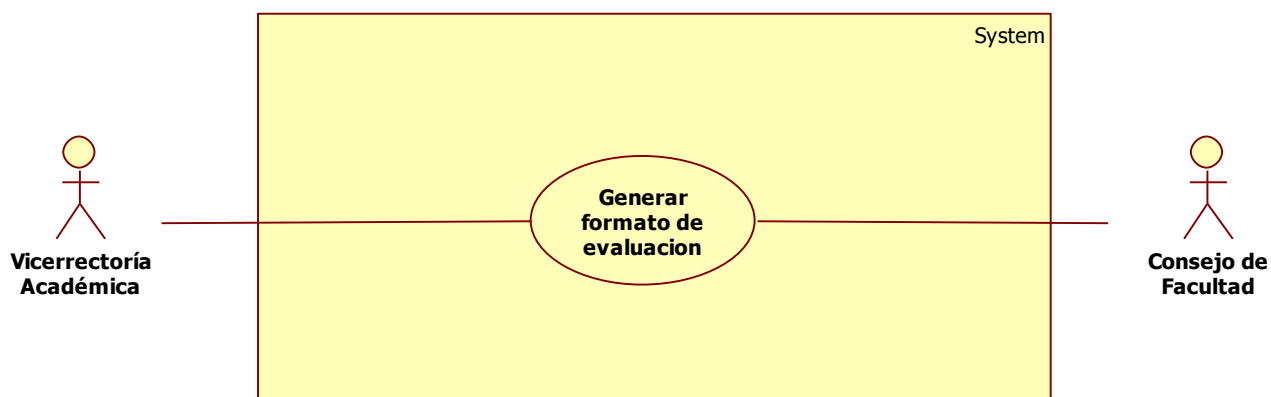 System
Generar
formato de
evaluacion
Vicerrectoría
Académica
Consejo de
Facultad